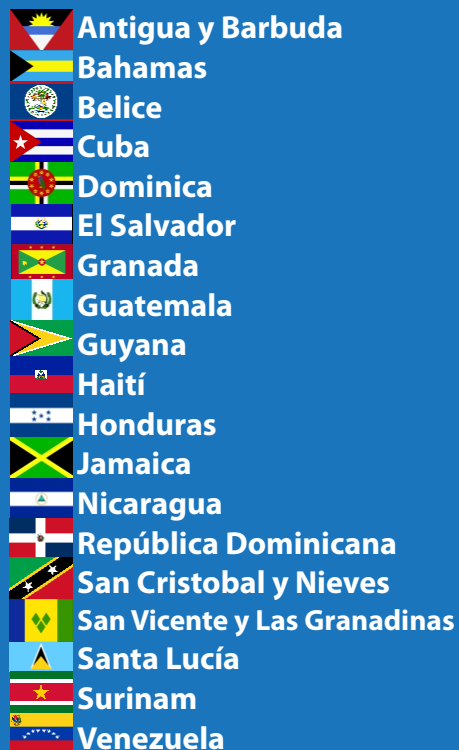 Antigua y Barbuda
Bahamas
Belice
Cuba
Dominica
El Salvador
Granada
Guatemala
Guyana
Haití
Honduras
Jamaica
Nicaragua
República Dominicana
San Cristobal y Nieves
San Vicente y Las Granadinas
Santa Lucía
Surinam
Venezuela